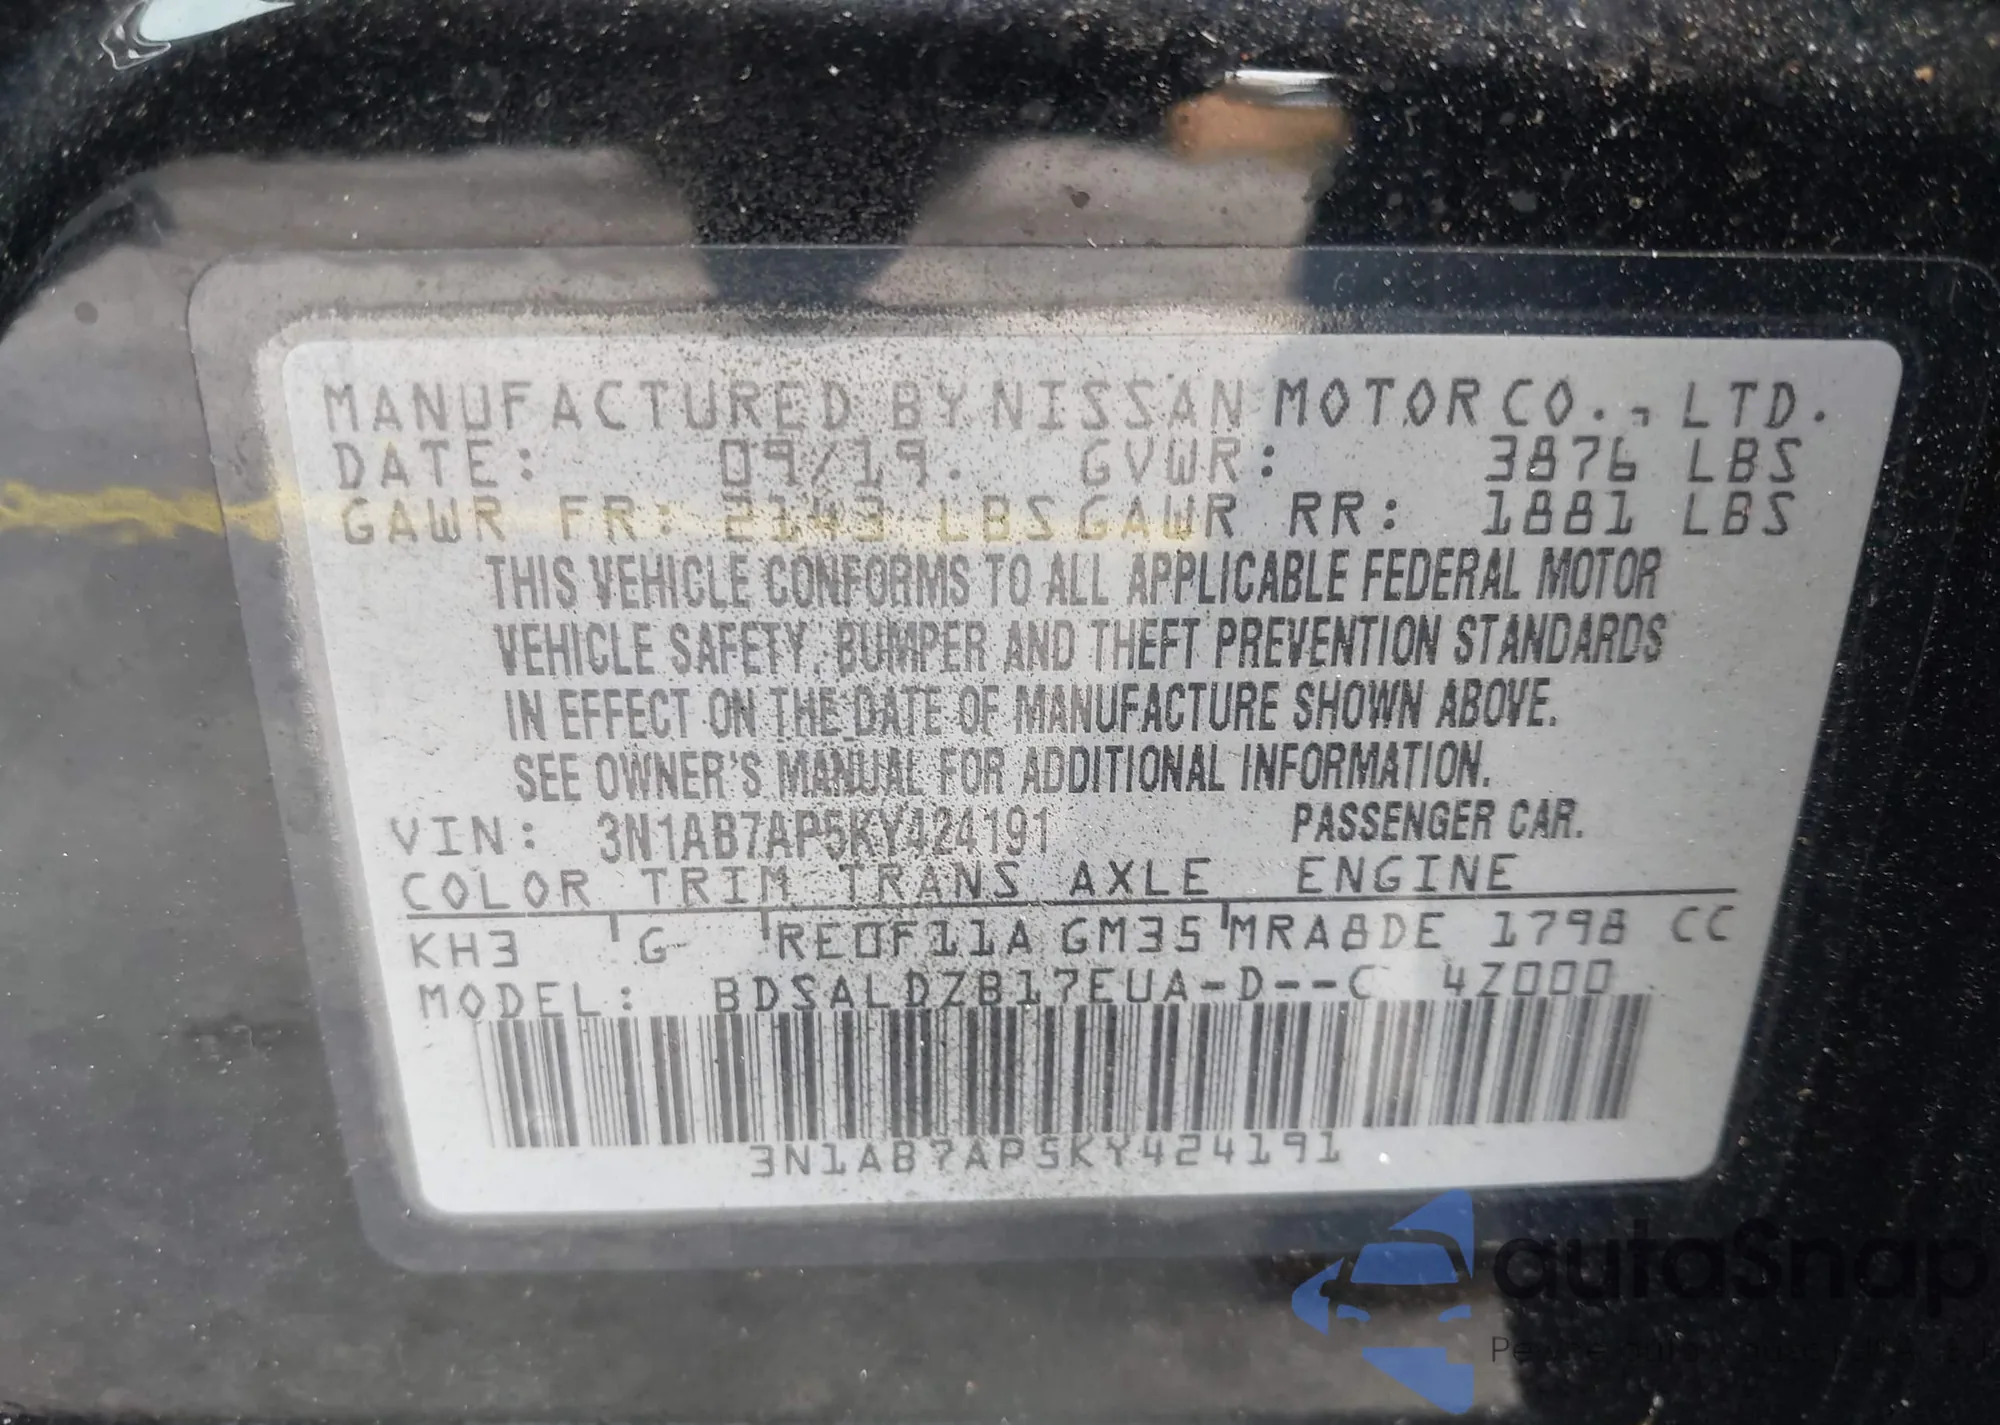 MANUFACTURED BY NISSAN MOTOR CO., LTD.
DATE: 09/19. GVWR: 3876 LBS
GAWR FR: 2143 LBS GAWR RR: 1881 LBS
THIS VEHICLE CONFORMS TO ALL APPLICABLE FEDERAL MOTOR
VEHICLE SAFETY, BUMPER AND THEFT PREVENTION STANDARDS
IN EFFECT ON THE DATE OF MANUFACTURE SHOWN ABOVE.
SEE OWNER'S MANUAL FOR ADDITIONAL INFORMATION.
VIN: 3N1AB7AP5KY424191 PASSENGER CAR.
COLOR TRIM TRANS AXLE ENGINE
KH3 G RE0F11A GM35 MRA8DE 1798 CC
MODEL: BDSALDZB17EUA-D--C 4Z000
3N1AB7AP5KY424191
autoSnap